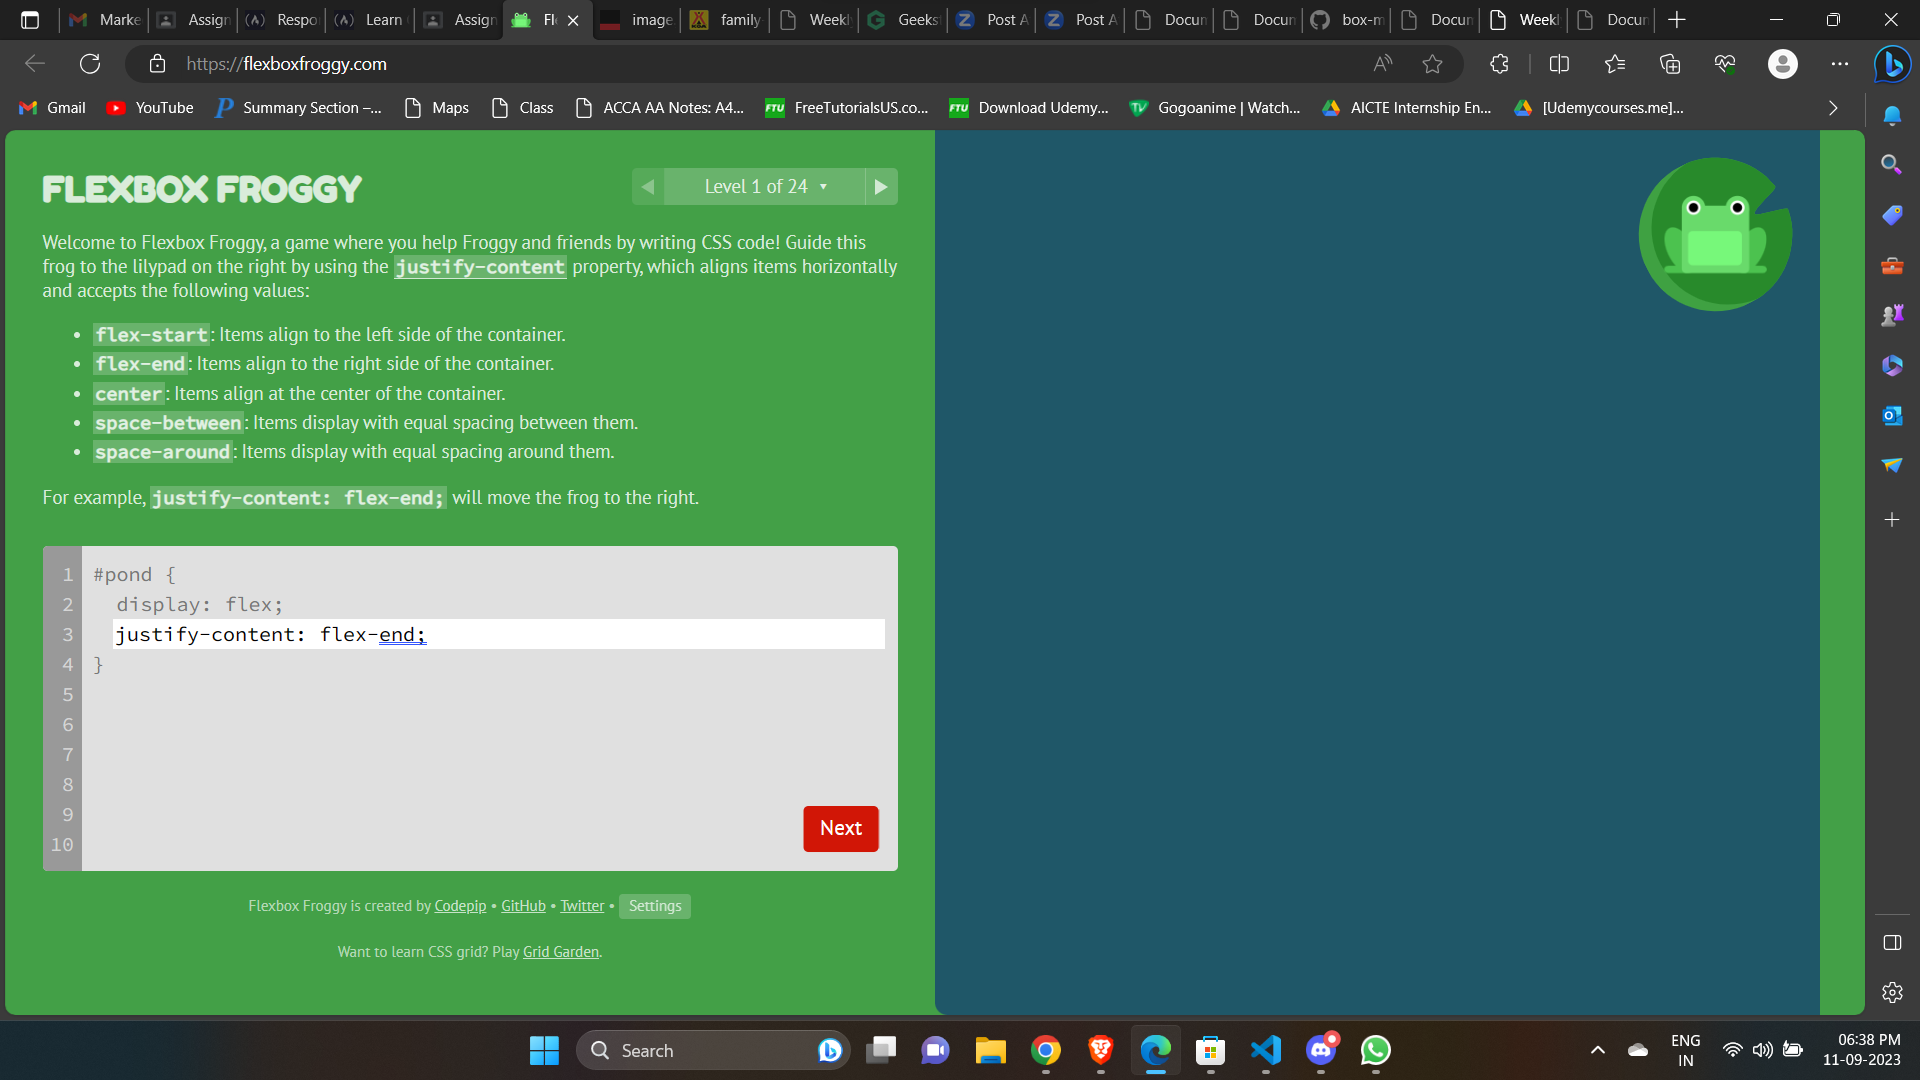 Marke
Assign
Respo
Learn
Assign
Fl
image
family
Weekl
Geekst
Post A
Post A
Docum
Docum
box-m
Docum
Weekl
Docum
https://flexboxfroggy.com
Gmail
YouTube
Summary Section –...
Maps
Class
ACCA AA Notes: A4...
FTU FreeTutorialsUS.co...
FTU Download Udemy...
Gogoanime | Watch...
AICTE Internship En...
[Udemycourses.me]...
FLEXBOX FROGGY
Level 1 of 24
Welcome to Flexbox Froggy, a game where you help Froggy and friends by writing CSS code! Guide this
frog to the lilypad on the right by using the justify-content property, which aligns items horizontally
and accepts the following values:
• flex-start: Items align to the left side of the container.
• flex-end: Items align to the right side of the container.
• center: Items align at the center of the container.
• space-between: Items display with equal spacing between them.
• space-around: Items display with equal spacing around them.
For example, justify-content: flex-end; will move the frog to the right.
1 #pond {
2 display: flex;
3 justify-content: flex-end;
4 }
5
6
7
8
9
10
Next
Flexbox Froggy is created by Codepip • GitHub • Twitter • Settings
Want to learn CSS grid? Play Grid Garden.
Search
ENG
IN
06:38 PM
11-09-2023